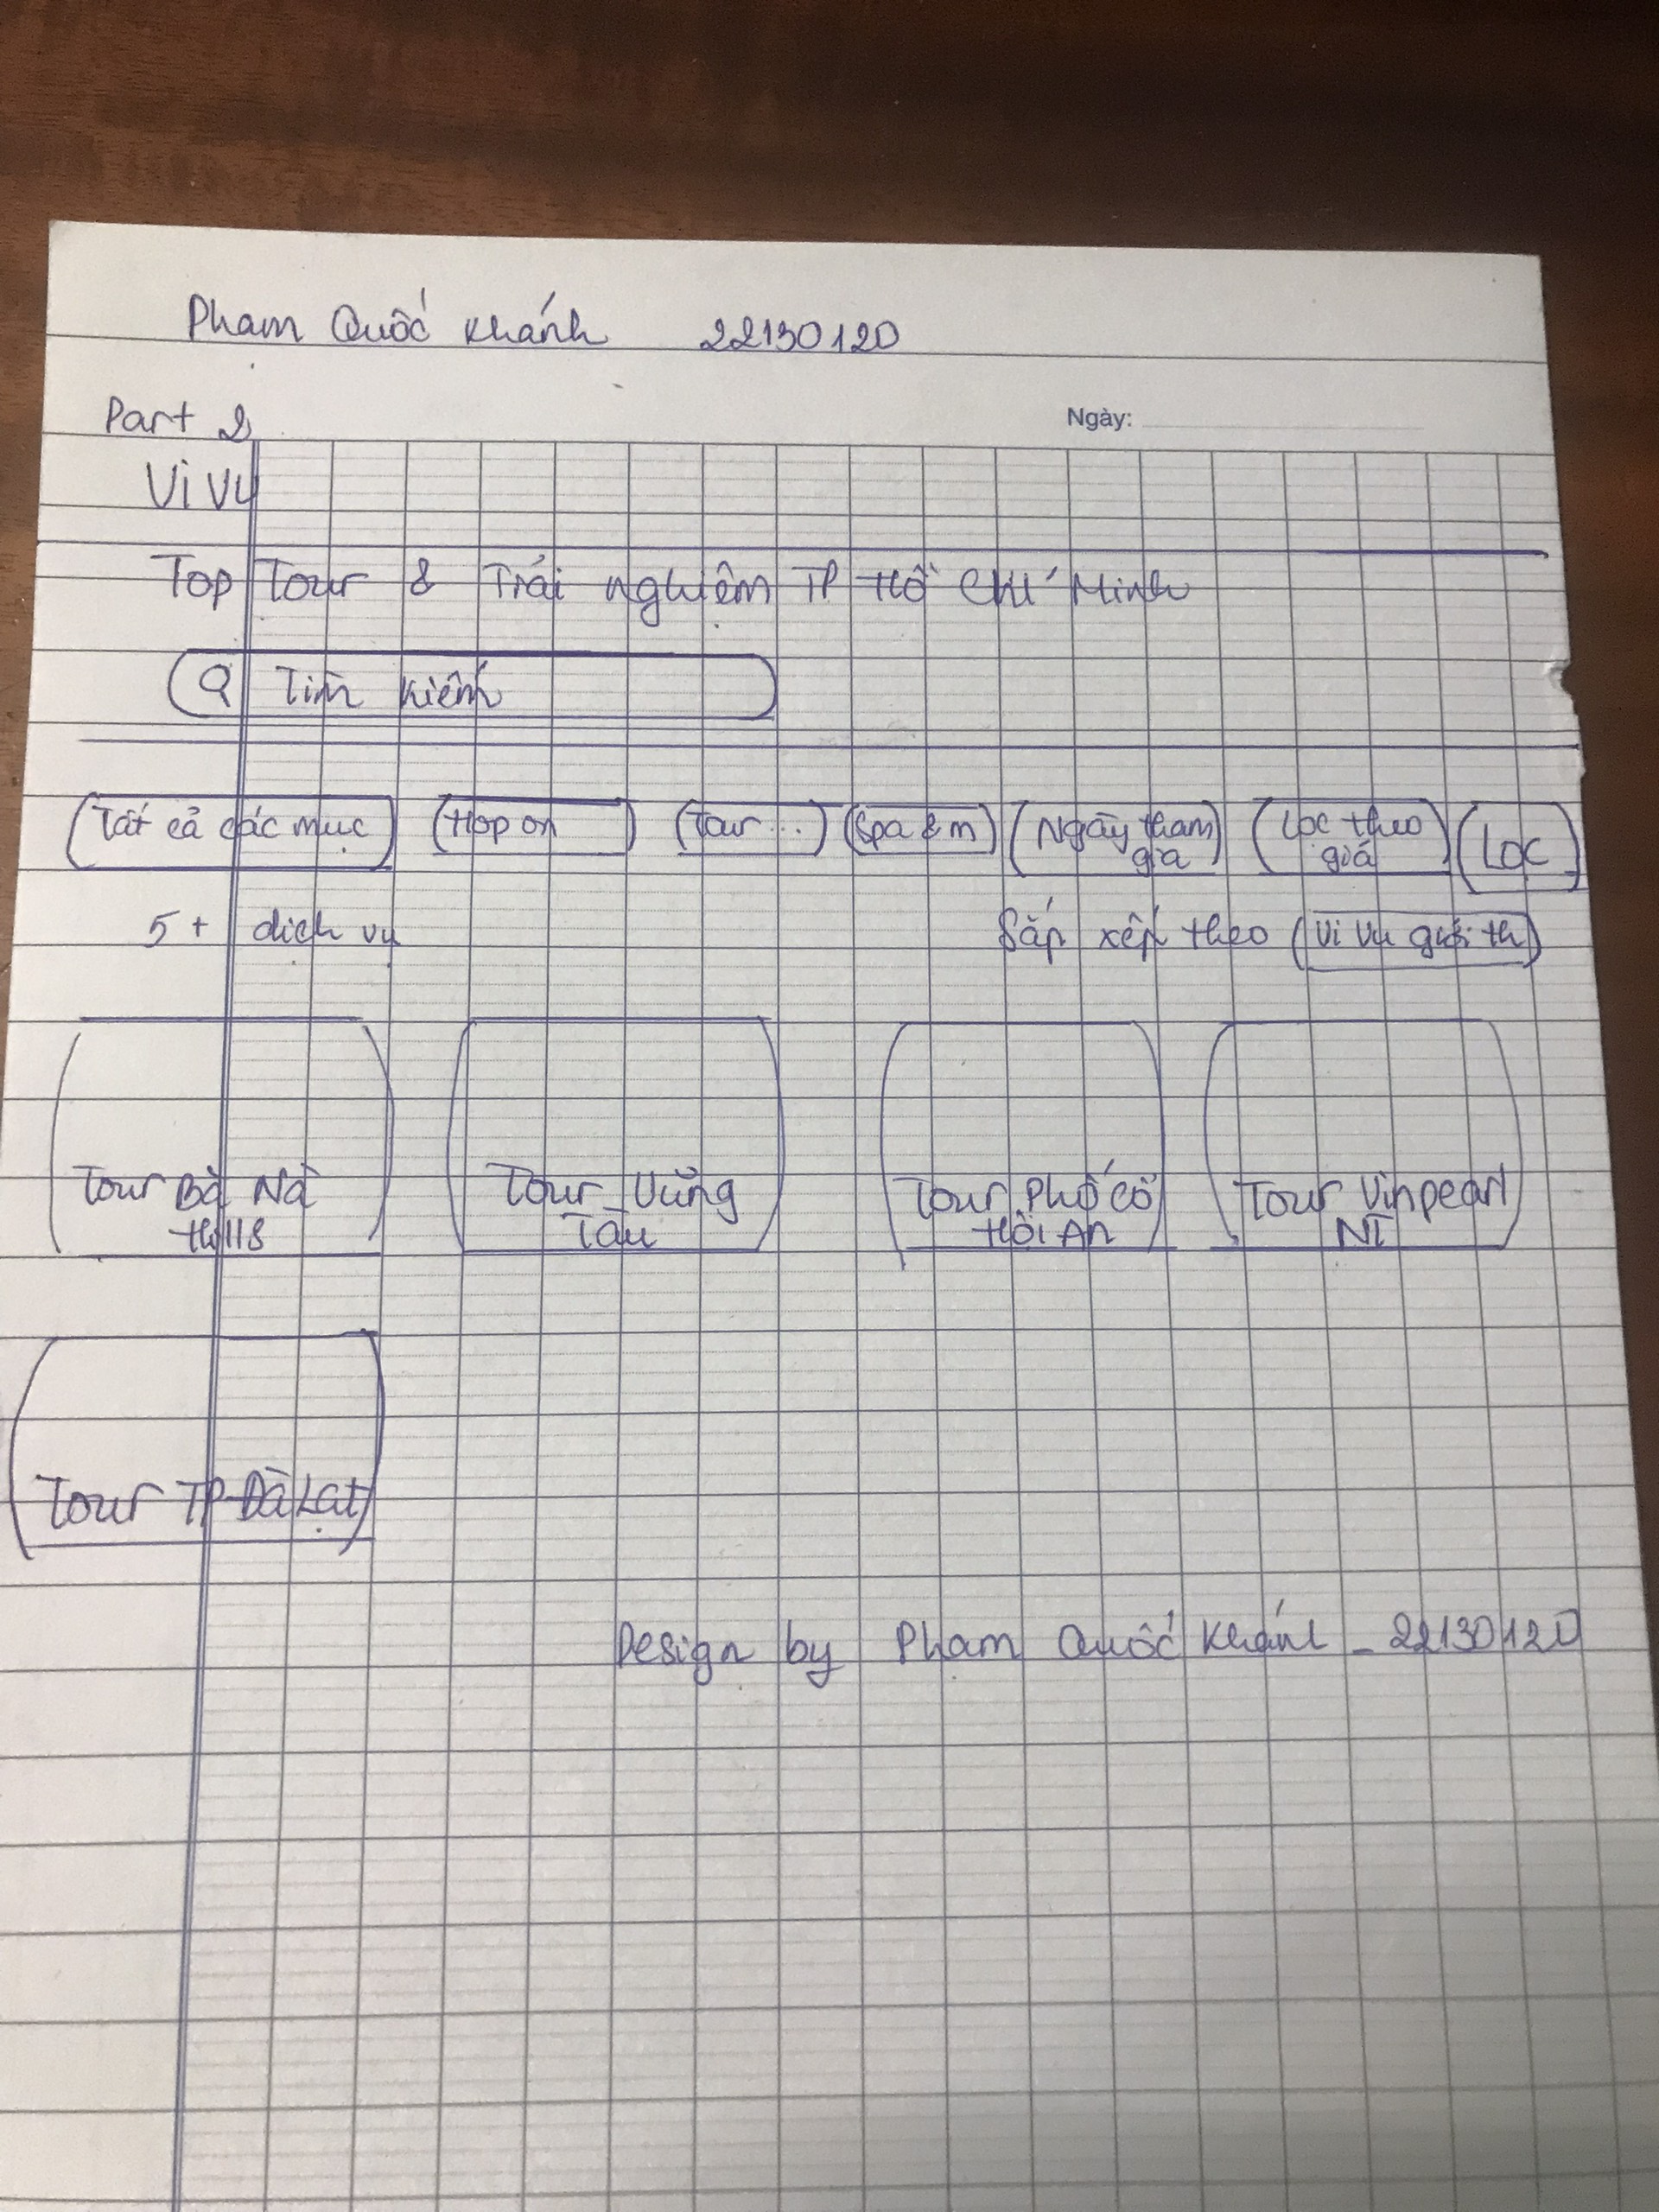 Pham Quốc Khánh 22130120
Part 2
Ngày:
Vi Vu
Top Tour & Trải nghiệm TP Hồ Chí Minh
Tìm kiếm
Tất cả các mục Hop on Tour ... Spa & m Ngày tham gia Lọc theo giá Lọc
5 + dịch vụ Sắp xếp theo Vi Vu giới th
Tour Bà Nà Tour Vũng Tour Phố cổ Tour Vinpearl
Hills Tàu Hội An NT
Tour TP Đà Lạt
Design by Pham Quốc Khánh - 22130120